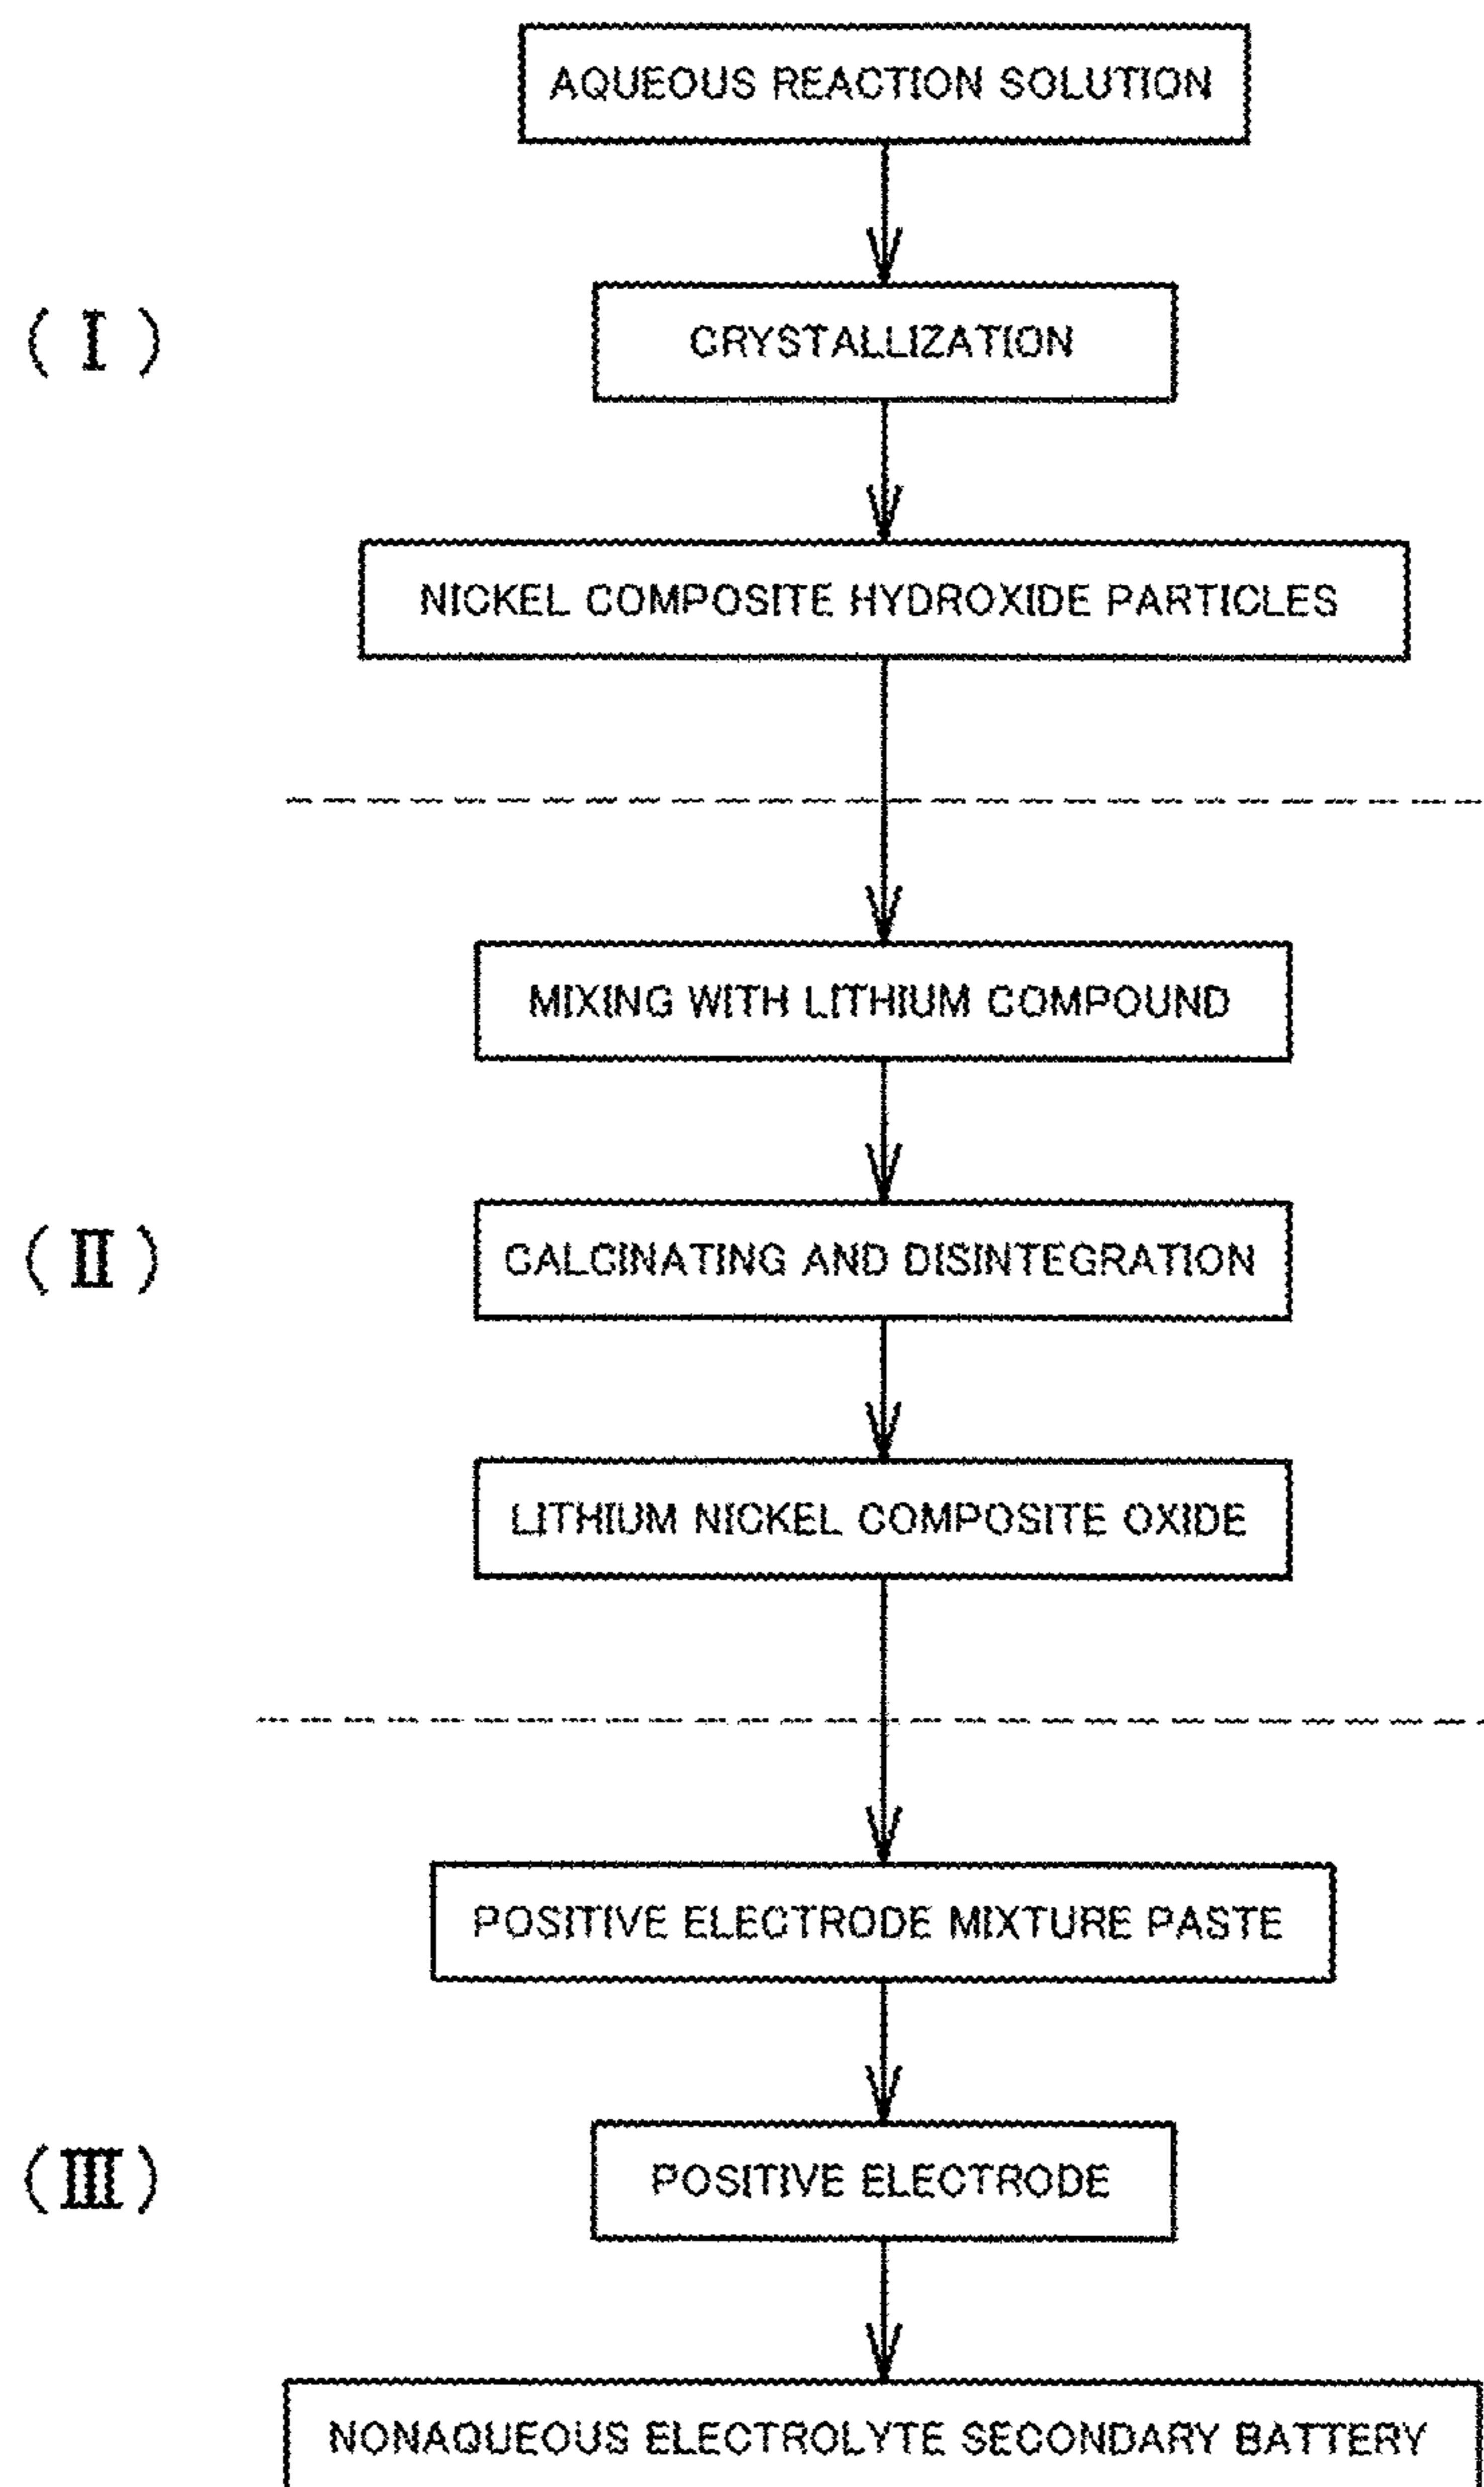 AQUEOUS REACTION SOLUTION
( I )
CRYSTALLIZATION
NICKEL COMPOSITE HYDROXIDE PARTICLES
MIXING WITH LITHIUM COMPOUND
( II )
CALCINATING AND DISINTEGRATION
LITHIUM NICKEL COMPOSITE OXIDE
POSITIVE ELECTRODE MIXTURE PASTE
( III )
POSITIVE ELECTRODE
NONAQUEOUS ELECTROLYTE SECONDARY BATTERY